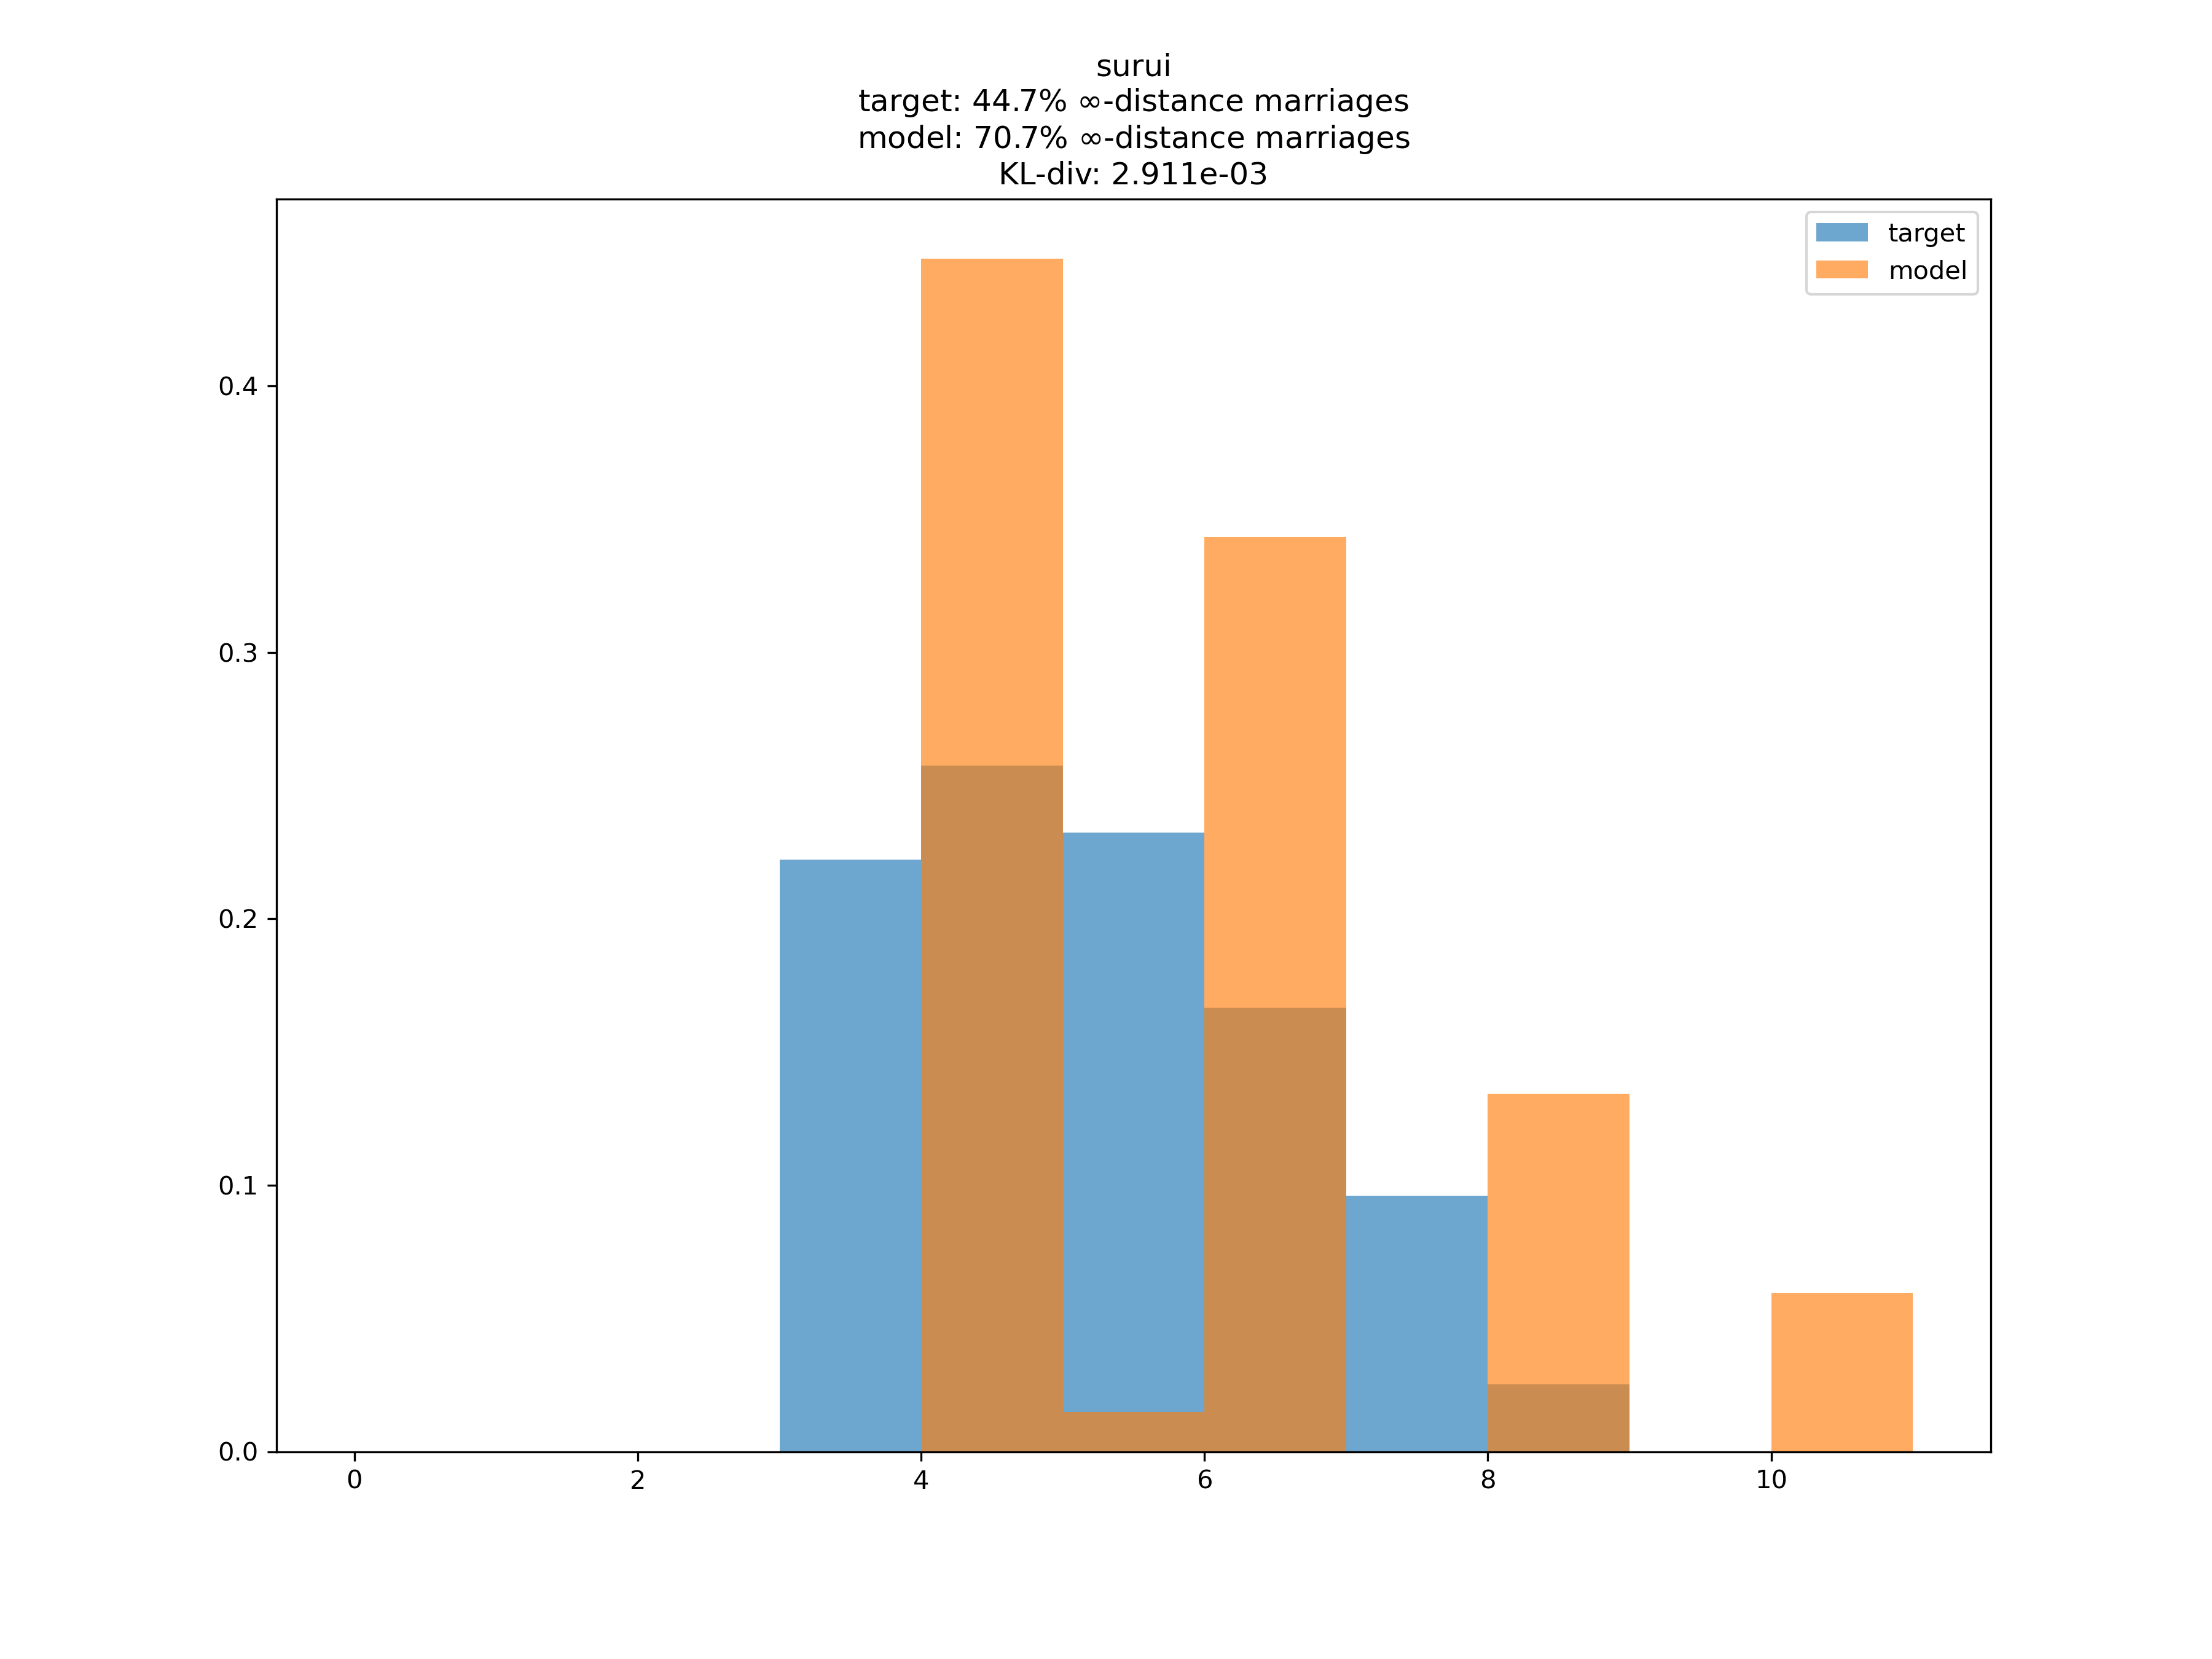 surui
target: 44.7% ∞-distance marriages
model: 70.7% ∞-distance marriages
KL-div: 2.911e-03
target
model
0.4
0.3
0.2
0.1
0.0
0 2 4 6 8 10